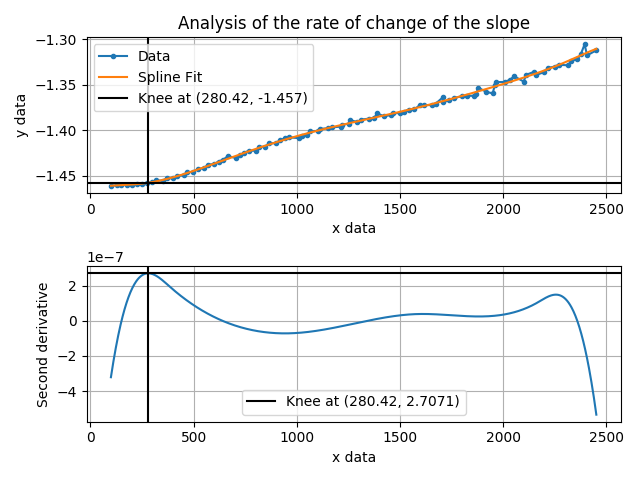 Analysis of the rate of change of the slope
−1.30
−1.35
−1.40
−1.45
y data
Data
Spline Fit
Knee at (280.42, -1.457)
0 500 1000 1500 2000 2500
x data
1e−7
2
0
−2
−4
Second derivative
Knee at (280.42, 2.7071)
0 500 1000 1500 2000 2500
x data